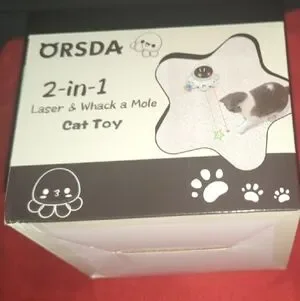 ORSDA
2-in-1
Laser & Whack a Mole
Cat Toy